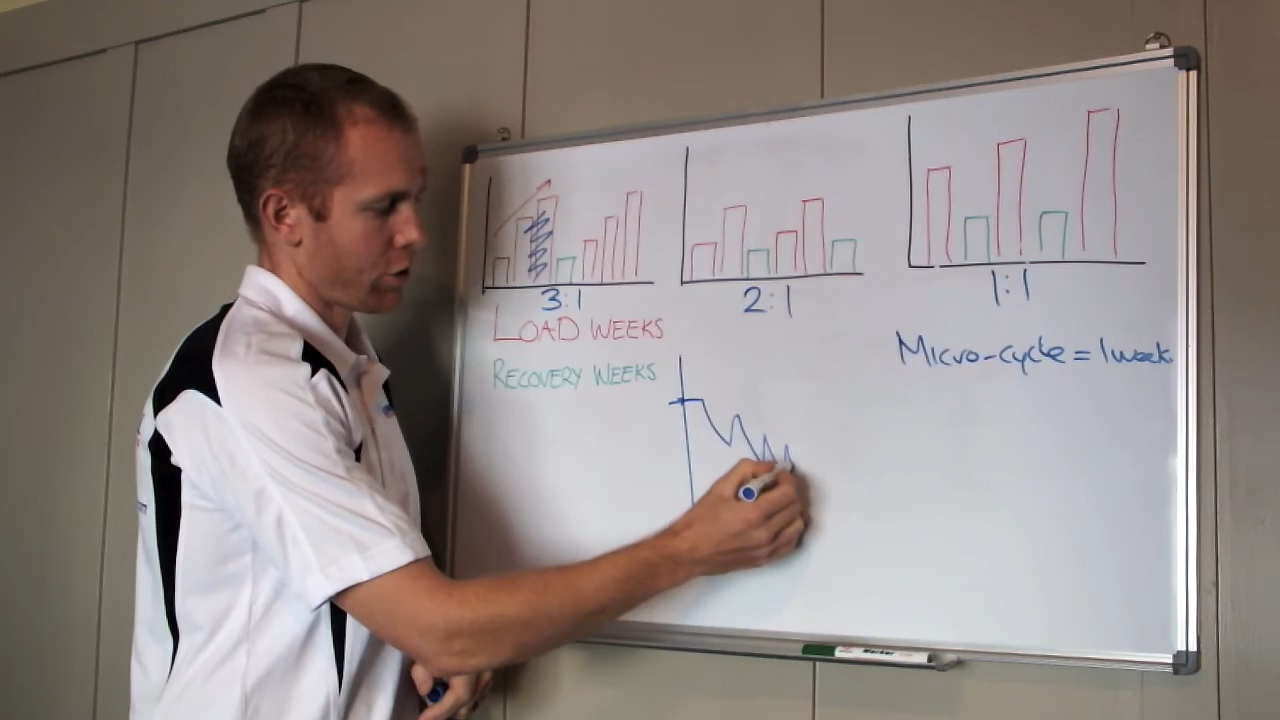 3:1
2:1
1:1
LOAD WEEKS
RECOVERY WEEKS
Micro-cycle = 1 week